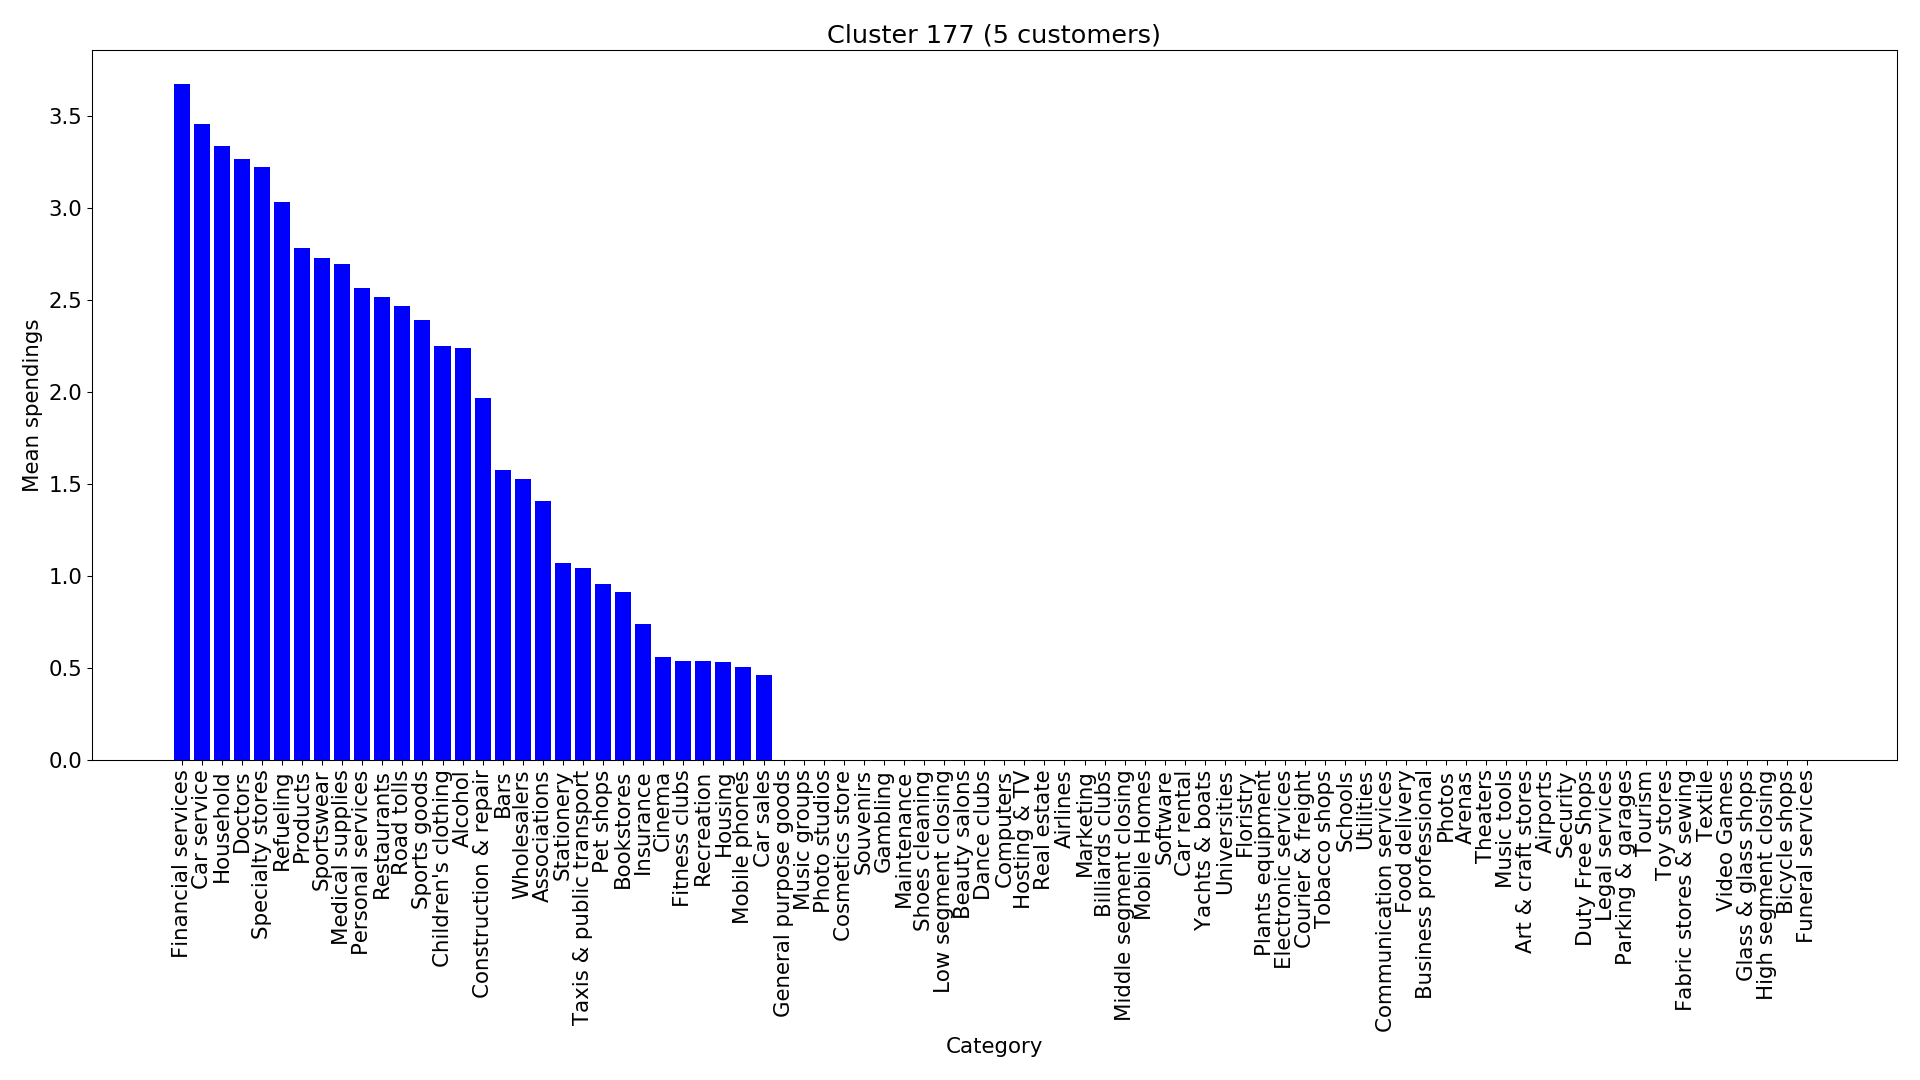 Cluster 177 (5 customers)
Mean spendings
3.5
3.0
2.5
2.0
1.5
1.0
0.5
0.0
Financial services
Car service
Household
Doctors
Specialty stores
Refueling
Products
Sportswear
Medical supplies
Personal services
Restaurants
Road tolls
Sports goods
Children's clothing
Alcohol
Construction & repair
Bars
Wholesalers
Associations
Stationery
Taxis & public transport
Pet shops
Bookstores
Insurance
Cinema
Fitness clubs
Recreation
Housing
Mobile phones
Car sales
General purpose goods
Music groups
Photo studios
Cosmetics store
Souvenirs
Gambling
Maintenance
Shoes cleaning
Low segment closing
Beauty salons
Dance clubs
Computers
Hosting & TV
Real estate
Airlines
Marketing
Billiards clubs
Middle segment closing
Mobile Homes
Software
Car rental
Yachts & boats
Universities
Floristry
Plants equipment
Electronic services
Courier & freight
Tobacco shops
Schools
Utilities
Communication services
Food delivery
Business professional
Photos
Arenas
Theaters
Music tools
Art & craft stores
Airports
Security
Duty Free Shops
Legal services
Parking & garages
Tourism
Toy stores
Fabric stores & sewing
Textile
Video Games
Glass & glass shops
High segment closing
Bicycle shops
Funeral services
Category